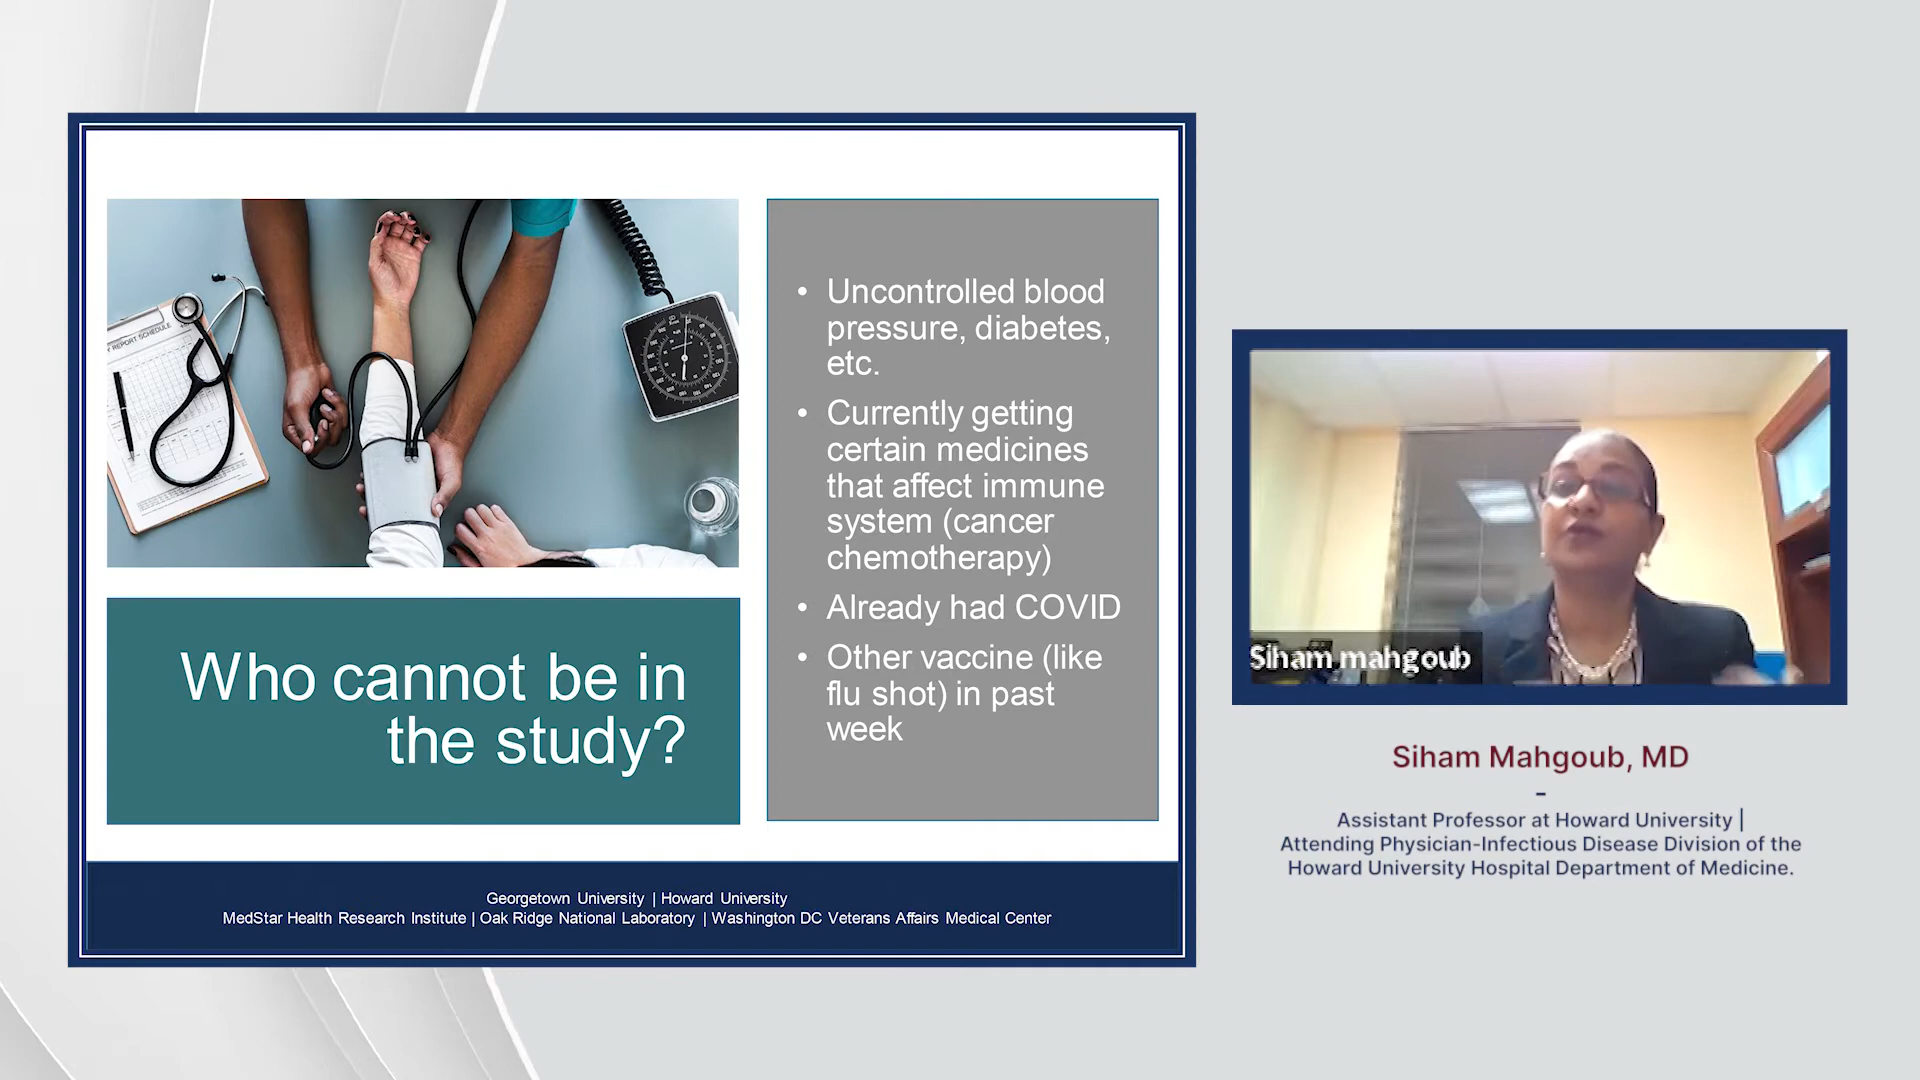 REPORT SCHEDULE
• Uncontrolled blood
pressure, diabetes,
etc.
• Currently getting
certain medicines
that affect immune
system (cancer
chemotherapy)
• Already had COVID
• Other vaccine (like
flu shot) in past
week
Who cannot be in
the study?
Georgetown University | Howard University
MedStar Health Research Institute | Oak Ridge National Laboratory | Washington DC Veterans Affairs Medical Center
Siham mahgoub
Siham Mahgoub, MD
-
Assistant Professor at Howard University |
Attending Physician-Infectious Disease Division of the
Howard University Hospital Department of Medicine.